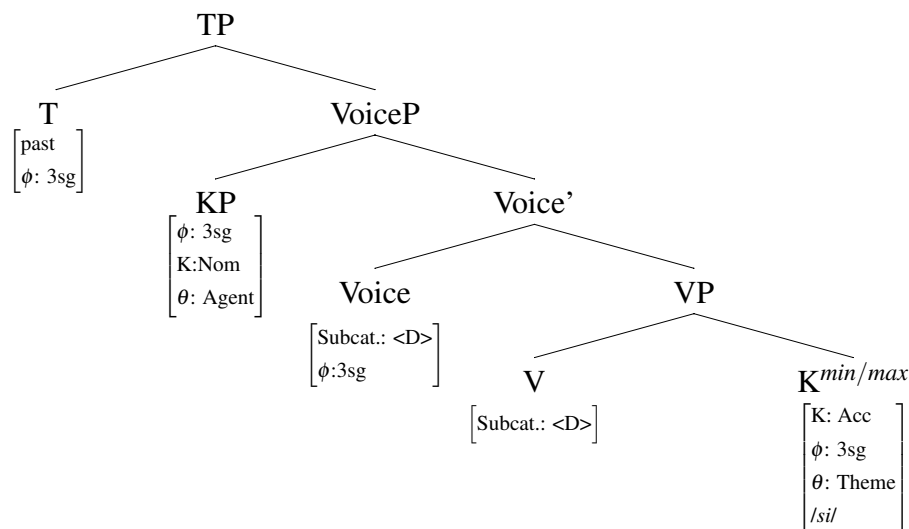 TP
T
past
ϕ: 3sg
VoiceP
KP
ϕ: 3sg
K:Nom
θ: Agent
Voice’
Voice
Subcat.: <D>
ϕ:3sg
VP
V
[Subcat.: <D>]
K^min/max
K: Acc
ϕ: 3sg
θ: Theme
/si/